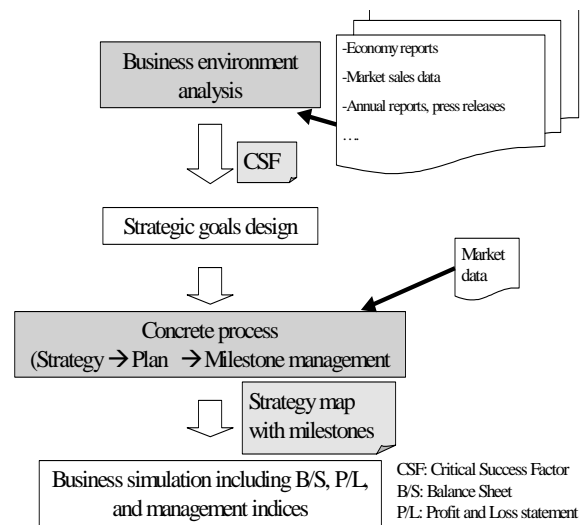 -Economy reports
-Market sales data
-Annual reports, press releases
….
Business environment
analysis
CSF
Strategic goals design
Market
data
Concrete process
(Strategy → Plan → Milestone management
Strategy map
with milestones
Business simulation including B/S, P/L,
and management indices
CSF: Critical Success Factor
B/S: Balance Sheet
P/L: Profit and Loss statement